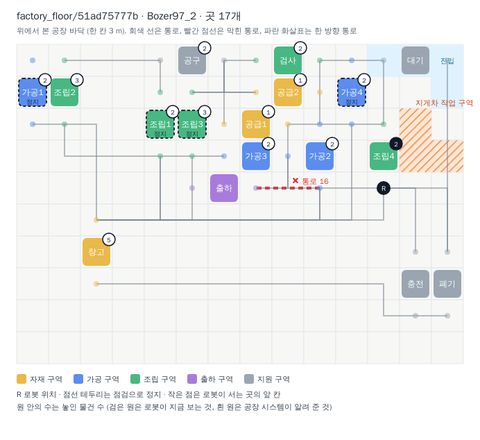 factory_floor/51ad75777b · Bozer97_2 · 곳 17개
위에서 본 공장 바닥 (한 칸 3 m). 회색 선은 통로, 빨간 점선은 막힌 통로, 파란 화살표는 한 방향 통로
공구 2
검사 2
대기
전립
가공1 2 정지
조립2 3
공급2 1
가공4 2 정지
지게차 작업 구역
조립1 2 정지
조립3 3 정지
공급1 1
가공3 2
가공2 2
조립4 2
출하
✖ 통로 16
R
창고 5
충전
폐기
자재 구역
가공 구역
조립 구역
출하 구역
지원 구역
R 로봇 위치 · 점선 테두리는 점검으로 정지 · 작은 점은 로봇이 서는 곳의 앞 칸
원 안의 수는 놓인 물건 수 (검은 원은 로봇이 지금 보는 것, 흰 원은 공장 시스템이 알려 준 것)